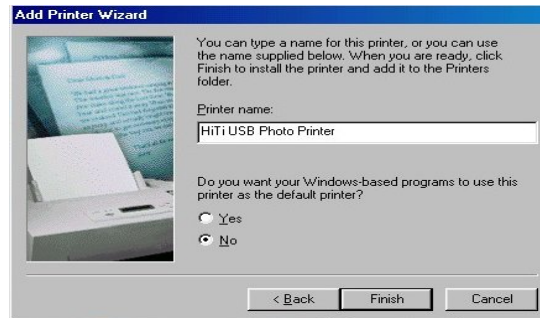 Add Printer Wizard
You can type a name for this printer, or you can use
the name supplied below. When you are ready, click
Finish to install the printer and add it to the Printers
folder.
Printer name:
HiTi USB Photo Printer
Do you want your Windows-based programs to use this
printer as the default printer?
Yes
No
< Back Finish Cancel